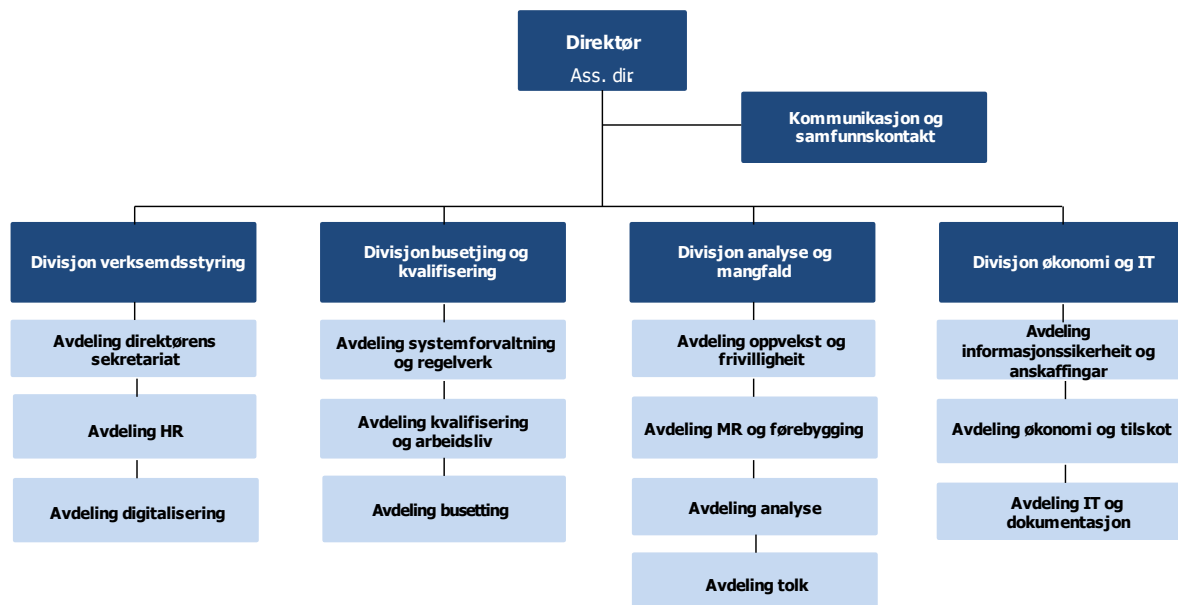 Direktør
Ass. dir.
Kommunikasjon og
samfunnskontakt
Divisjon verksemdsstyring
Divisjon busetjing og
kvalifisering
Divisjon analyse og
mangfald
Divisjon økonomi og IT
Avdeling direktørens
sekretariat
Avdeling systemforvaltning
og regelverk
Avdeling oppvekst og
frivilligheit
Avdeling
informasjonssikerheit og
anskaffingar
Avdeling HR
Avdeling kvalifisering
og arbeidsliv
Avdeling MR og førebygging
Avdeling økonomi og tilskot
Avdeling digitalisering
Avdeling busetting
Avdeling analyse
Avdeling IT og
dokumentasjon
Avdeling tolk